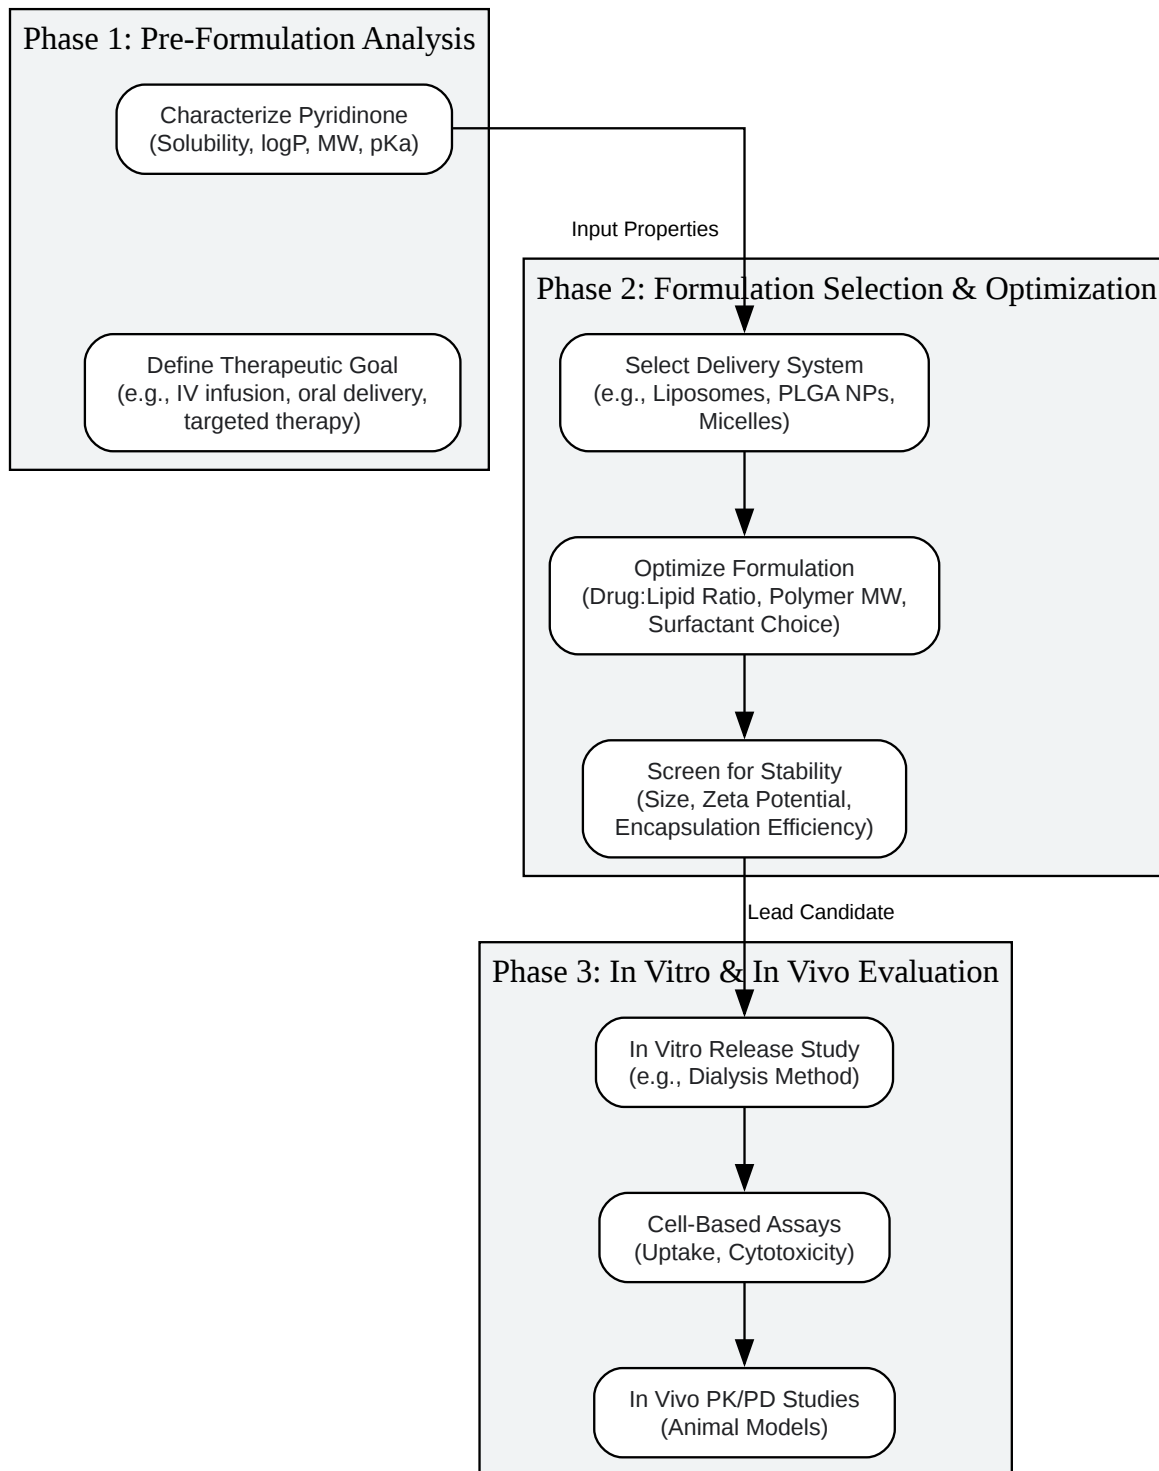 Phase 1: Pre-Formulation Analysis
Characterize Pyridinone
(Solubility, logP, MW, pKa)
Input Properties
Define Therapeutic Goal
(e.g., IV infusion, oral delivery,
targeted therapy)
Phase 2: Formulation Selection & Optimization
Select Delivery System
(e.g., Liposomes, PLGA NPs,
Micelles)
Optimize Formulation
(Drug:Lipid Ratio, Polymer MW,
Surfactant Choice)
Screen for Stability
(Size, Zeta Potential,
Encapsulation Efficiency)
Lead Candidate
Phase 3: In Vitro & In Vivo Evaluation
In Vitro Release Study
(e.g., Dialysis Method)
Cell-Based Assays
(Uptake, Cytotoxicity)
In Vivo PK/PD Studies
(Animal Models)